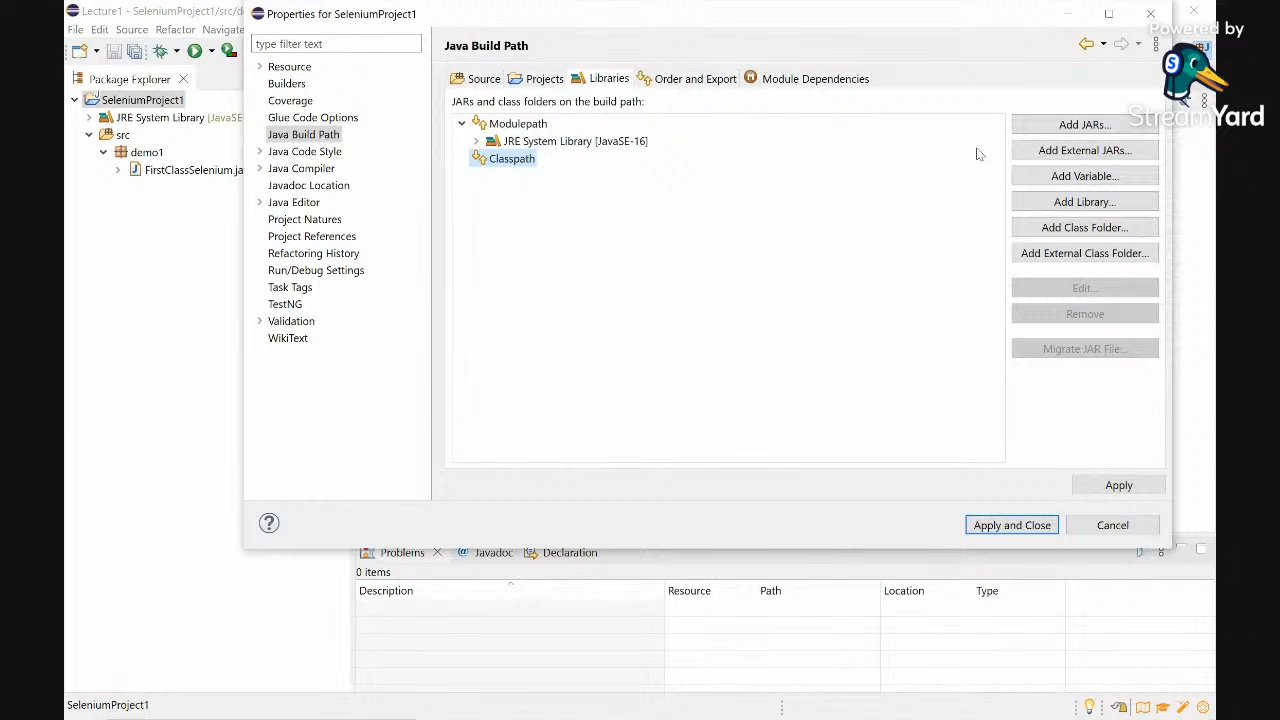 Lecture1 - SeleniumProject1/src/d
File Edit Source Refactor Navigate
Package Explorer
SeleniumProject1
JRE System Library [JavaSE
src
demo1
FirstClassSelenium.ja
Properties for SeleniumProject1
type filter text
Resource
Builders
Coverage
Glue Code Options
Java Build Path
Java Code Style
Java Compiler
Javadoc Location
Java Editor
Project Natures
Project References
Refactoring History
Run/Debug Settings
Task Tags
TestNG
Validation
WikiText
Java Build Path
Source Projects Libraries Order and Export Module Dependencies
JARs and class folders on the build path:
Modulepath
JRE System Library [JavaSE-16]
Classpath
Add JARs...
Add External JARs...
Add Variable...
Add Library...
Add Class Folder...
Add External Class Folder...
Edit...
Remove
Migrate JAR File...
Apply
Apply and Close Cancel
Powered by
StreamYard
Problems Javadoc Declaration
0 items
Description Resource Path Location Type
SeleniumProject1